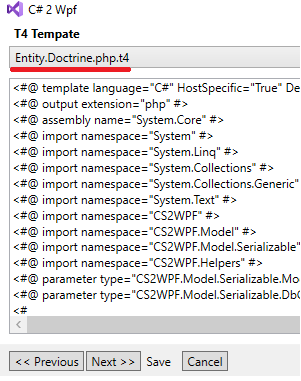 C# 2 Wpf
T4 Tempate
Entity.Doctrine.php.t4
<#@ template language="C#" HostSpecific="True" De
<#@ output extension="php" #>
<#@ assembly name="System.Core" #>
<#@ import namespace="System" #>
<#@ import namespace="System.Linq" #>
<#@ import namespace="System.Collections" #>
<#@ import namespace="System.Collections.Generic"
<#@ import namespace="System.Text" #>
<#@ import namespace="CS2WPF" #>
<#@ import namespace="CS2WPF.Model" #>
<#@ import namespace="CS2WPF.Model.Serializable"
<#@ import namespace="CS2WPF.Helpers" #>
<#@ parameter type="CS2WPF.Model.Serializable.Mo
<#@ parameter type="CS2WPF.Model.Serializable.DbC
<#
<< Previous Next >> Save Cancel